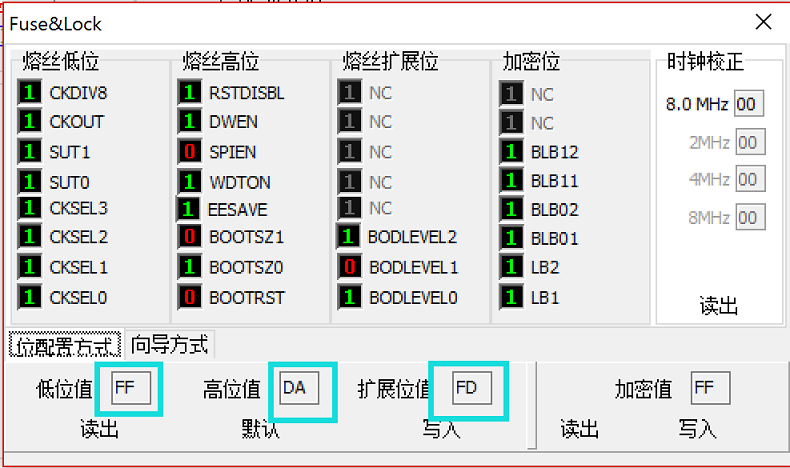 Fuse&Lock
熔丝低位 熔丝高位 熔丝扩展位 加密位 时钟校正
1 CKDIV8 1 RSTDISBL 1 NC 1 NC 8.0 MHz 00
1 CKOUT 1 DWEN 1 NC 1 NC 2MHz 00
1 SUT1 0 SPIEN 1 NC 1 BLB12 4MHz 00
1 SUT0 1 WDTON 1 NC 1 BLB11 8MHz 00
1 CKSEL3 1 EESAVE 1 NC 1 BLB02
1 CKSEL2 0 BOOTSZ1 1 BODLEVEL2 1 BLB01
1 CKSEL1 1 BOOTSZ0 0 BODLEVEL1 1 LB2
1 CKSEL0 0 BOOTRST 1 BODLEVEL0 1 LB1 读出
位配置方式 向导方式
低位值 FF 高位值 DA 扩展位值 FD 加密值 FF
读出 默认 写入 读出 写入